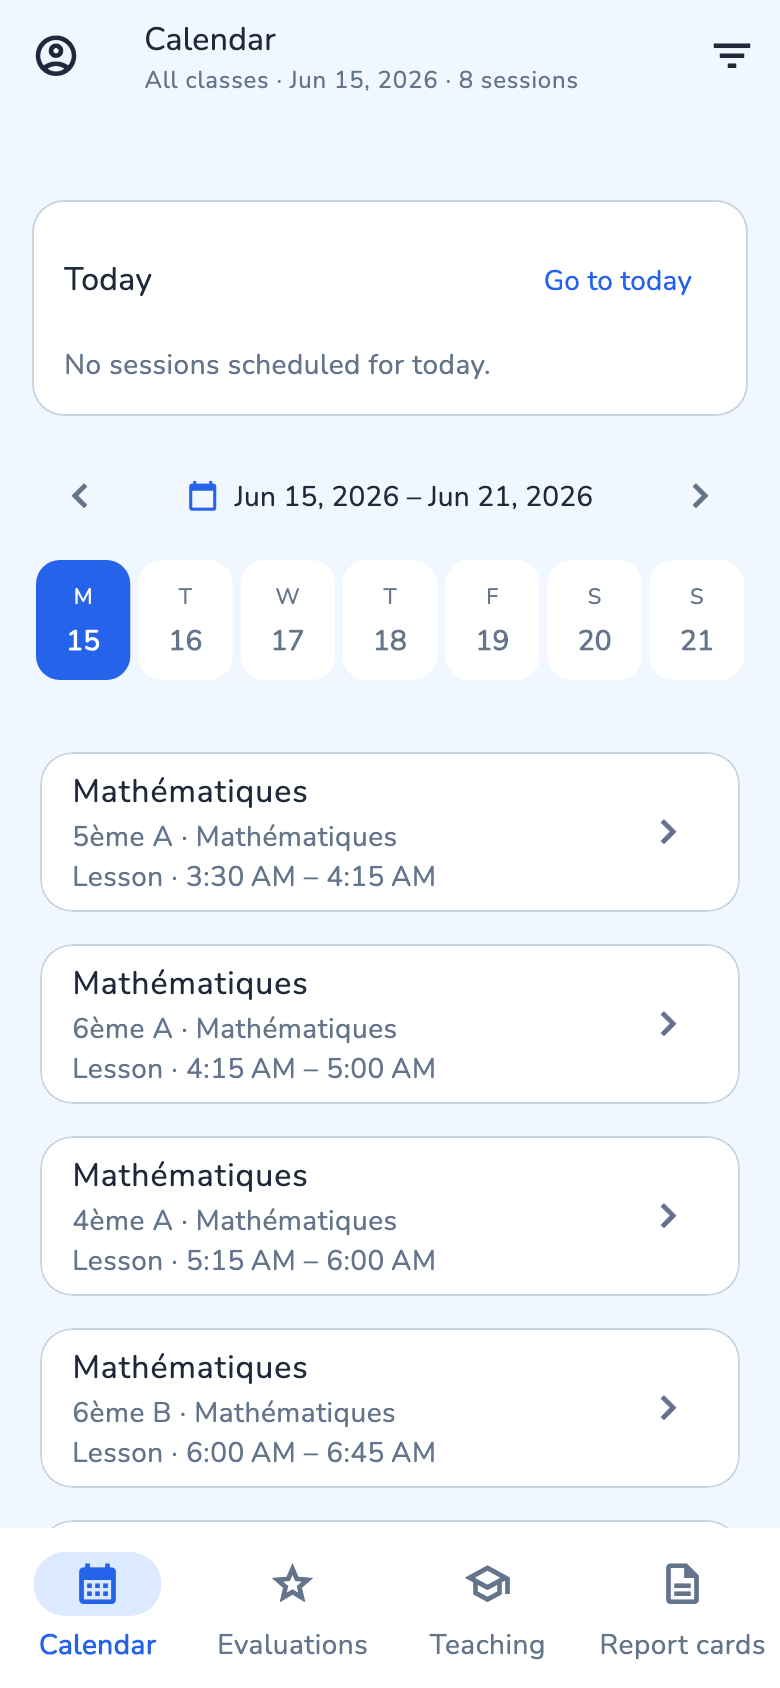 Calendar
All classes · Jun 15, 2026 · 8 sessions
Today
Go to today
No sessions scheduled for today.
Jun 15, 2026 – Jun 21, 2026
M T W T F S S
15 16 17 18 19 20 21
Mathématiques
5ème A · Mathématiques
Lesson · 3:30 AM – 4:15 AM
Mathématiques
6ème A · Mathématiques
Lesson · 4:15 AM – 5:00 AM
Mathématiques
4ème A · Mathématiques
Lesson · 5:15 AM – 6:00 AM
Mathématiques
6ème B · Mathématiques
Lesson · 6:00 AM – 6:45 AM
Calendar Evaluations Teaching Report cards